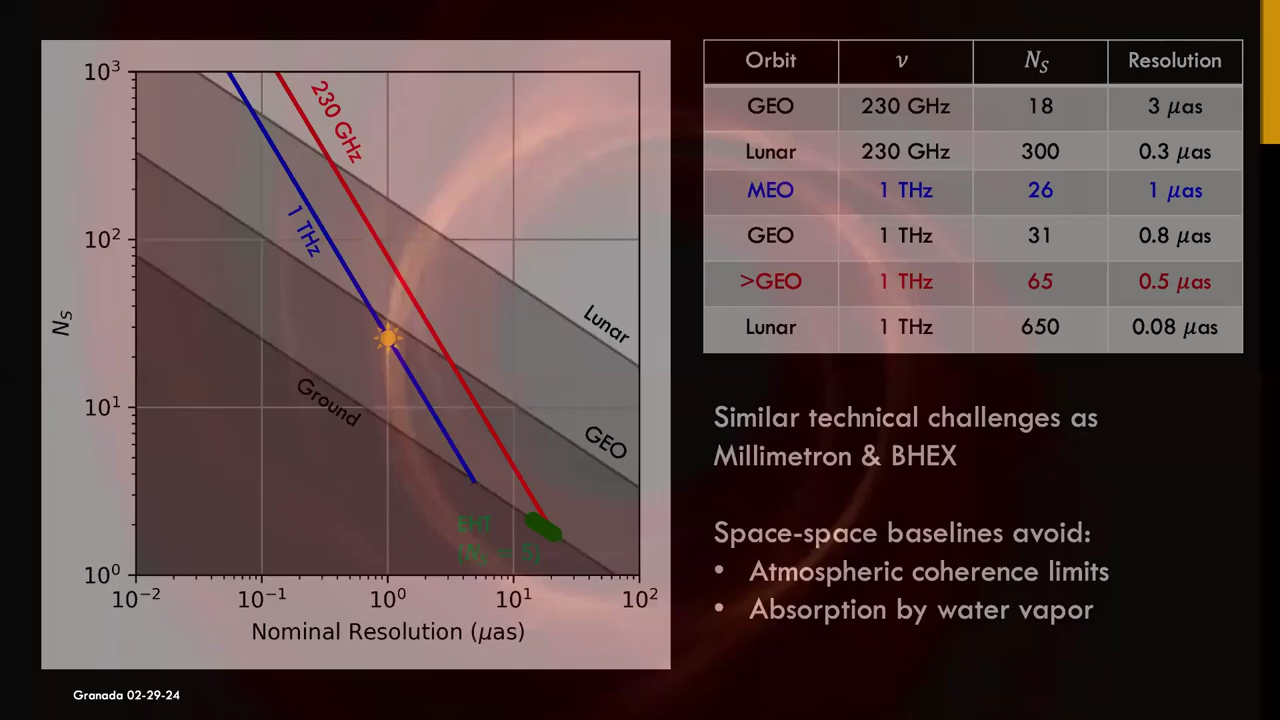 10³
10²
10¹
10⁰
10⁻²
10⁻¹
10⁰
10¹
10²
N_S
Nominal Resolution (μas)
230 GHz
1 THz
Lunar
GEO
Ground
EHT
(N_s = 5)
Orbit ν N_S Resolution
GEO 230 GHz 18 3 μas
Lunar 230 GHz 300 0.3 μas
MEO 1 THz 26 1 μas
GEO 1 THz 31 0.8 μas
>GEO 1 THz 65 0.5 μas
Lunar 1 THz 650 0.08 μas
Similar technical challenges as
Millimetron & BHEX
Space-space baselines avoid:
• Atmospheric coherence limits
• Absorption by water vapor
Granada 02-29-24